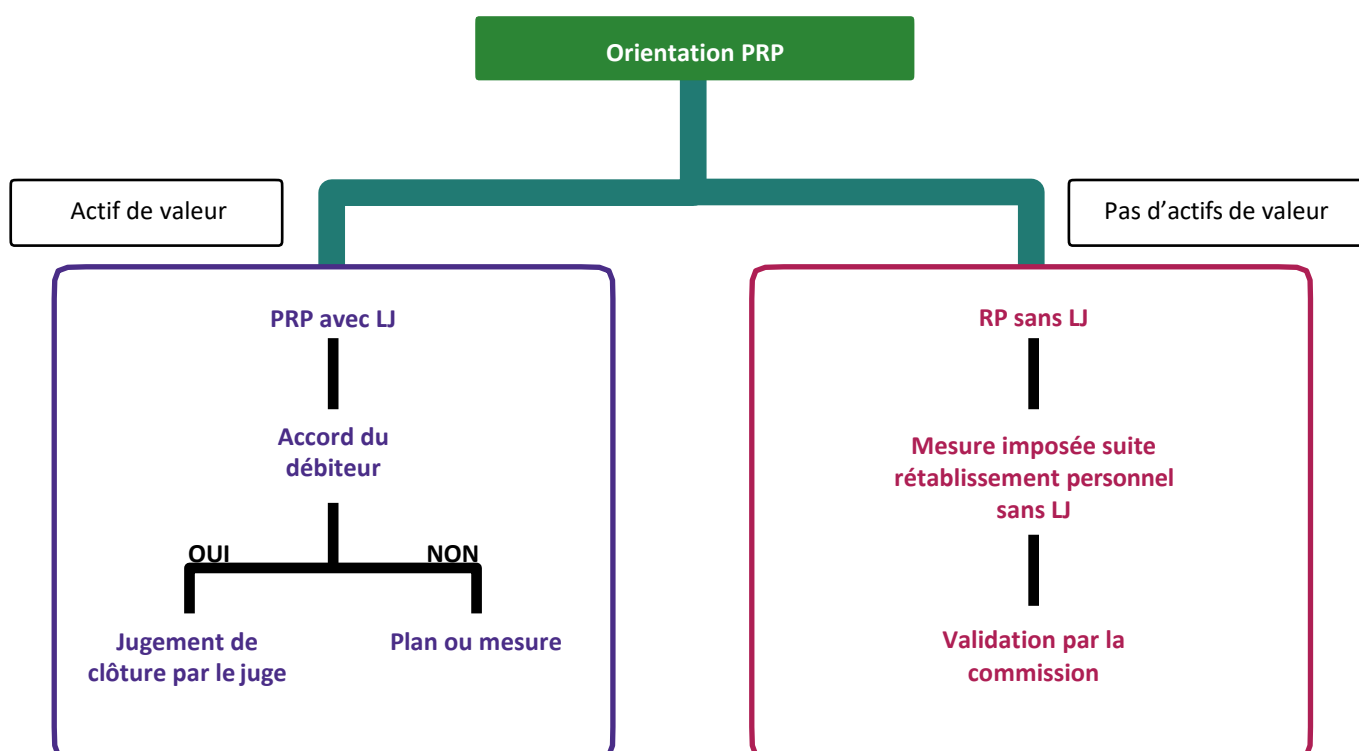 Orientation PRP
Actif de valeur
Pas d’actifs de valeur
PRP avec LJ
Accord du
débiteur
OUI
NON
Jugement de
clôture par le juge
Plan ou mesure
RP sans LJ
Mesure imposée suite
rétablissement personnel
sans LJ
Validation par la
commission